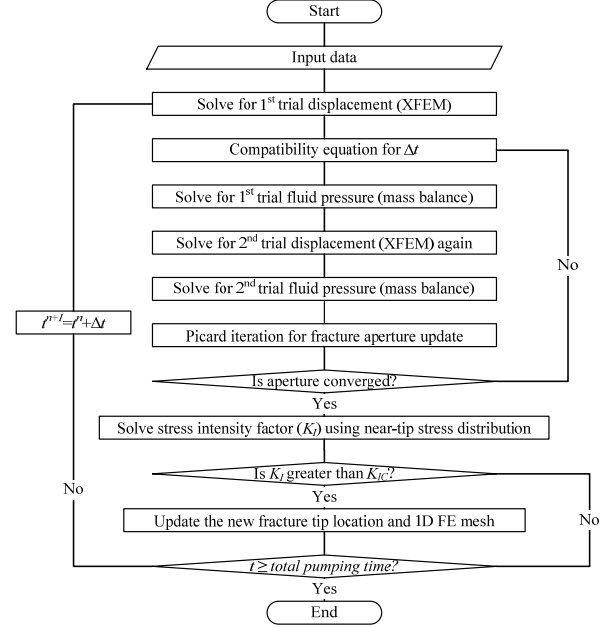 Start
Input data
Solve for 1st trial displacement (XFEM)
Compatibility equation for Δt
Solve for 1st trial fluid pressure (mass balance)
Solve for 2nd trial displacement (XFEM) again
No
Solve for 2nd trial fluid pressure (mass balance)
tn+1=tn+Δt
Picard iteration for fracture aperture update
Is aperture converged?
Yes
Solve stress intensity factor (KI) using near-tip stress distribution
Is KI greater than KIC?
No
Yes
Update the new fracture tip location and 1D FE mesh
No
t ≥ total pumping time?
Yes
End